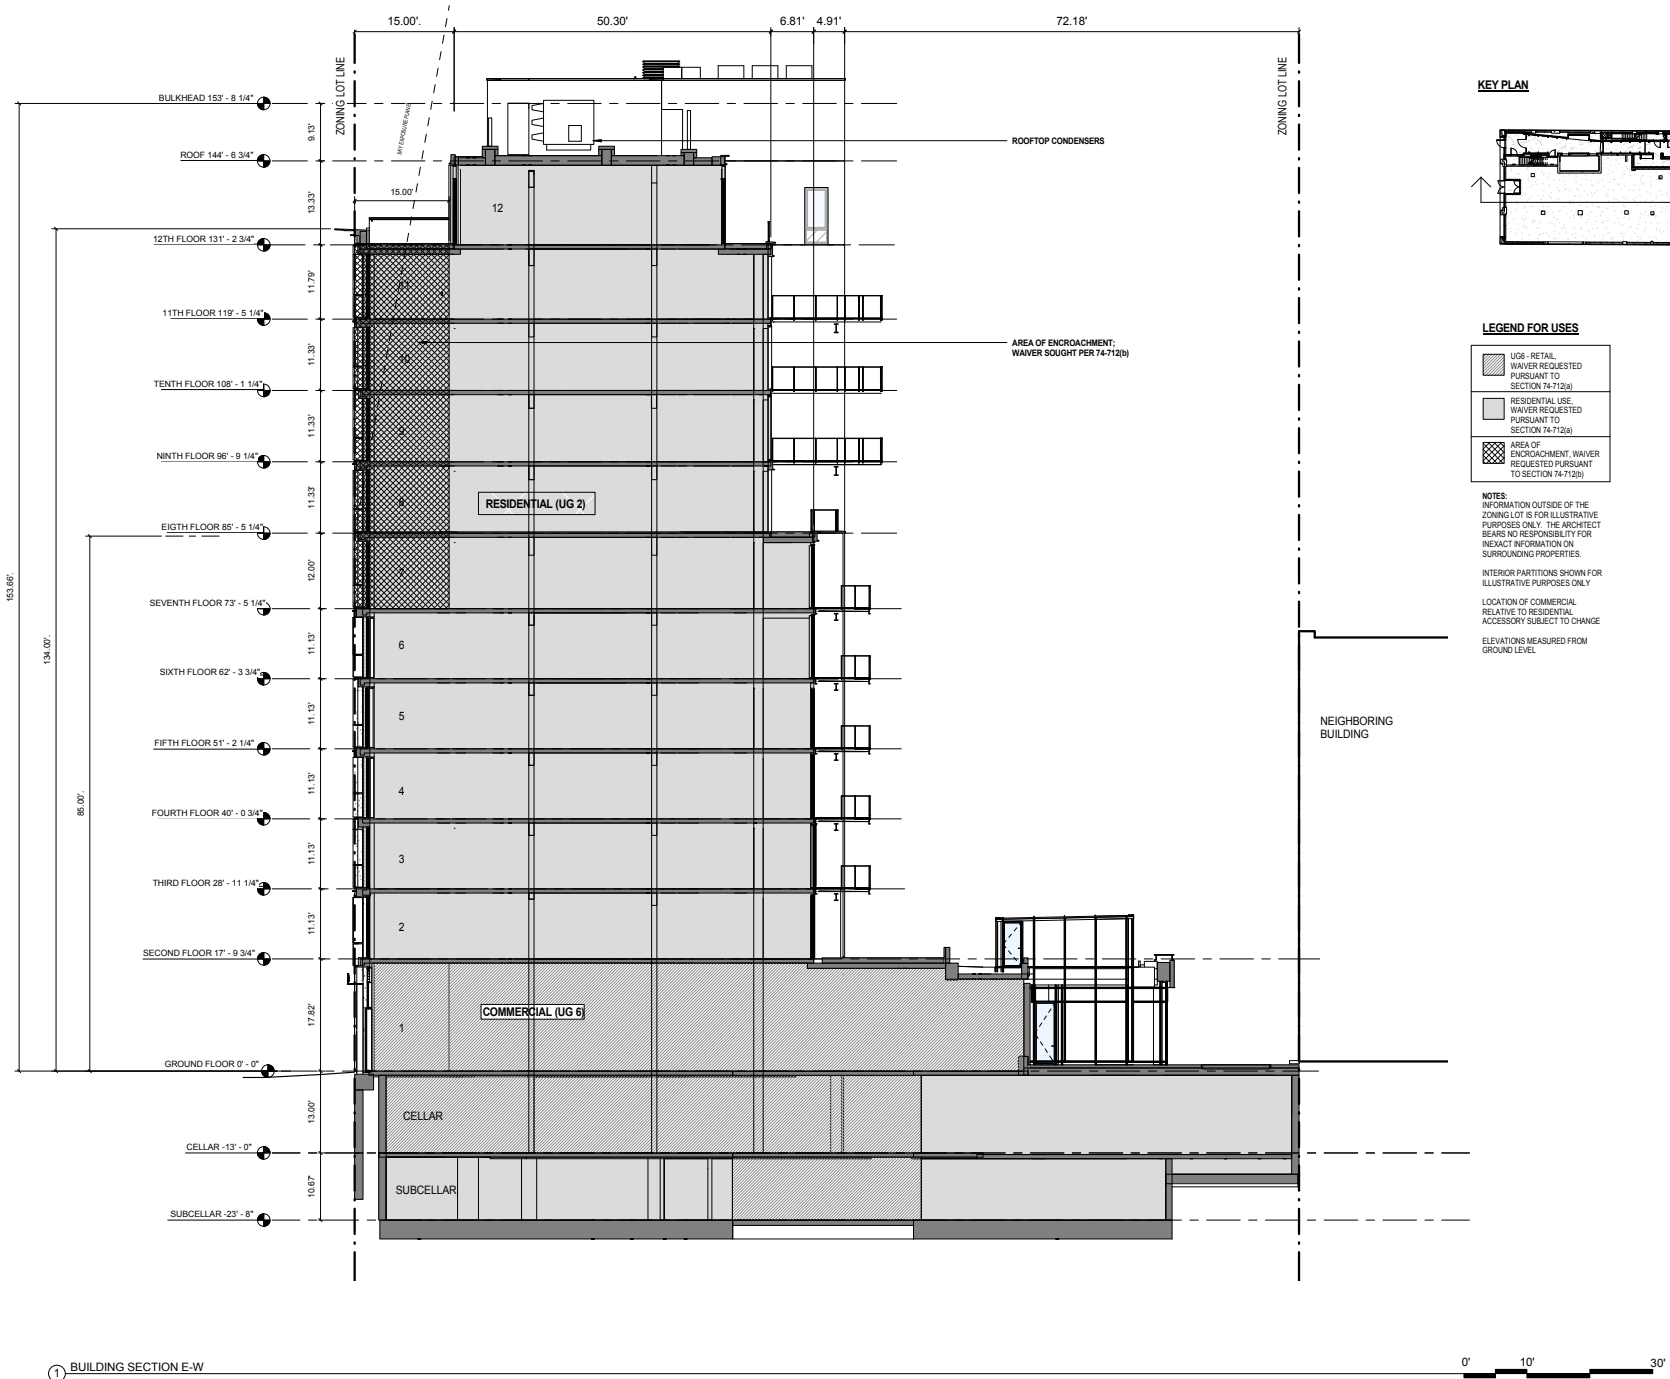 15.00'.
50.30'
6.81'
4.91'
72.18'
ZONING LOT LINE
ZONING LOT LINE
SKY EXPOSURE PLANE
KEY PLAN
BULKHEAD 153' - 8 1/4"
9.13'
ROOFTOP CONDENSERS
ROOF 144' - 6 3/4"
15.00'
13.33'
12
12TH FLOOR 131' - 2 3/4"
11.79'
11TH FLOOR 119' - 5 1/4"
11.33'
AREA OF ENCROACHMENT;
WAIVER SOUGHT PER 74-712(b)
TENTH FLOOR 108' - 1 1/4"
11.33'
NINTH FLOOR 96' - 9 1/4"
11.33'
RESIDENTIAL (UG 2)
EIGTH FLOOR 85' - 5 1/4"
12.00'
SEVENTH FLOOR 73' - 5 1/4"
11.13'
6
SIXTH FLOOR 62' - 3 3/4"
11.13'
5
FIFTH FLOOR 51' - 2 1/4"
11.13'
4
FOURTH FLOOR 40' - 0 3/4"
11.13'
3
THIRD FLOOR 28' - 11 1/4"
11.13'
2
SECOND FLOOR 17' - 9 3/4"
17.82'
COMMERCIAL (UG 6)
1
GROUND FLOOR 0' - 0"
13.00'
CELLAR
CELLAR -13' - 0"
10.67'
SUBCELLAR
SUBCELLAR -23' - 8"
153.66'.
134.00'.
85.00'.
LEGEND FOR USES
UG6 - RETAIL,
WAIVER REQUESTED
PURSUANT TO
SECTION 74-712(a)
RESIDENTIAL USE,
WAIVER REQUESTED
PURSUANT TO
SECTION 74-712(a)
AREA OF
ENCROACHMENT, WAIVER
REQUESTED PURSUANT
TO SECTION 74-712(b)
NOTES:
INFORMATION OUTSIDE OF THE
ZONING LOT IS FOR ILLUSTRATIVE
PURPOSES ONLY. THE ARCHITECT
BEARS NO RESPONSIBILITY FOR
INEXACT INFORMATION ON
SURROUNDING PROPERTIES.
INTERIOR PARTITIONS SHOWN FOR
ILLUSTRATIVE PURPOSES ONLY
LOCATION OF COMMERCIAL
RELATIVE TO RESIDENTIAL
ACCESSORY SUBJECT TO CHANGE
ELEVATIONS MEASURED FROM
GROUND LEVEL
NEIGHBORING
BUILDING
1
BUILDING SECTION E-W
0'
10'
30'